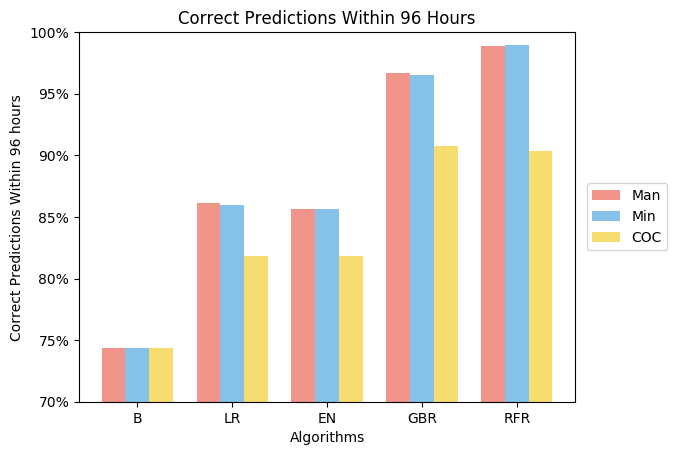 Correct Predictions Within 96 Hours
Correct Predictions Within 96 hours
100%
95%
90%
85%
80%
75%
70%
B LR EN GBR RFR
Algorithms
Man
Min
COC